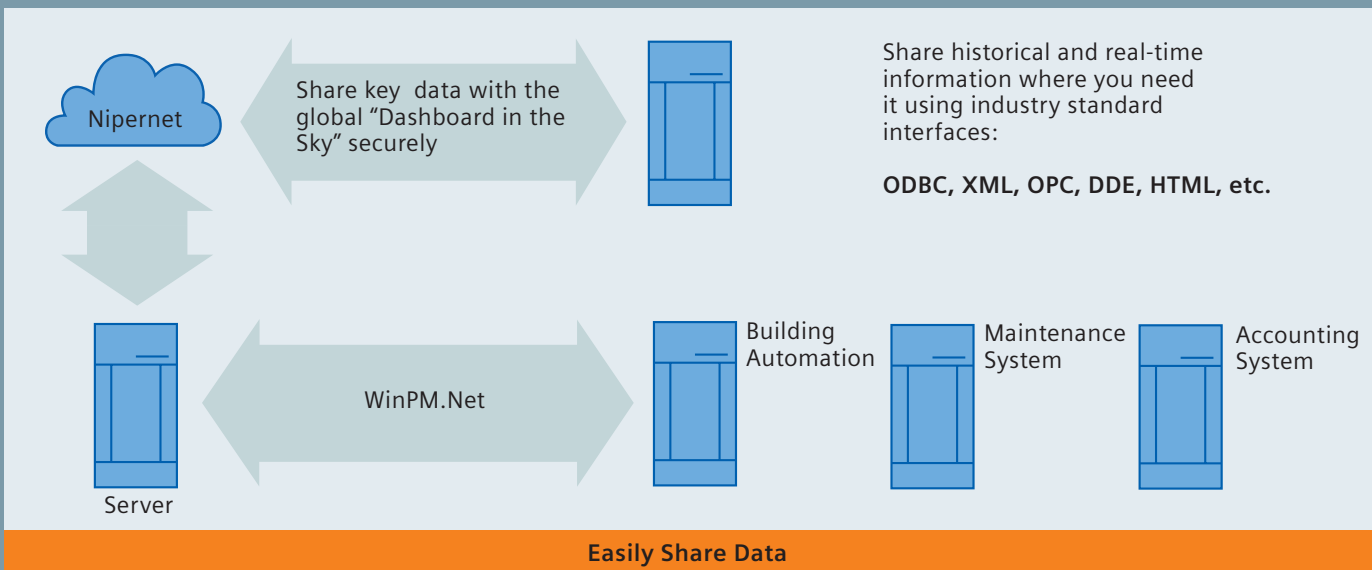 Nipernet
Share key data with the
global “Dashboard in the
Sky” securely
Share historical and real-time
information where you need
it using industry standard
interfaces:
ODBC, XML, OPC, DDE, HTML, etc.
Server
WinPM.Net
Building
Automation
Maintenance
System
Accounting
System
Easily Share Data